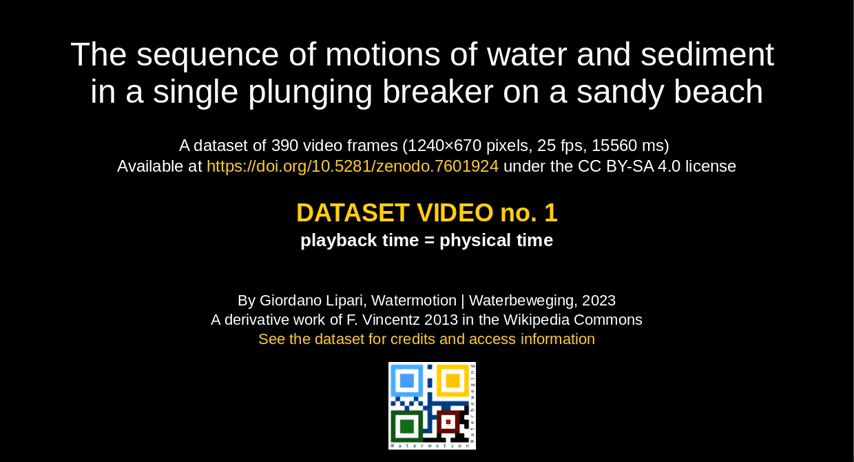 The sequence of motions of water and sediment
in a single plunging breaker on a sandy beach
A dataset of 390 video frames (1240×670 pixels, 25 fps, 15560 ms)
Available at https://doi.org/10.5281/zenodo.7601924 under the CC BY-SA 4.0 license
DATASET VIDEO no. 1
playback time = physical time
By Giordano Lipari, Watermotion | Waterbeweging, 2023
A derivative work of F. Vincentz 2013 in the Wikipedia Commons
See the dataset for credits and access information
Watermotion